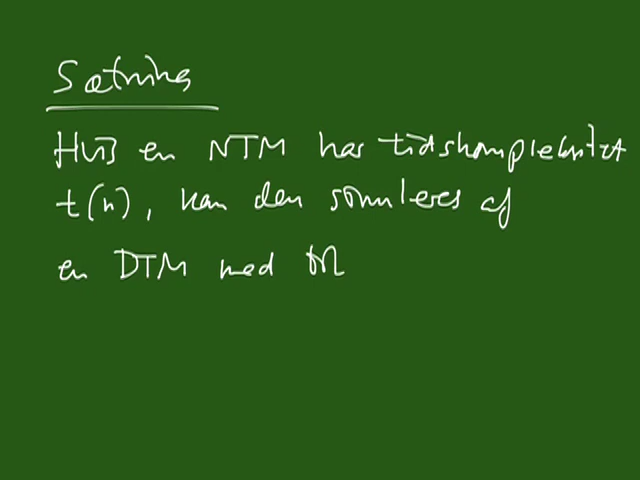 Sætning
Hvis en NTM har tidskompleksitet
t(n), kan den simuleres af
en DTM med